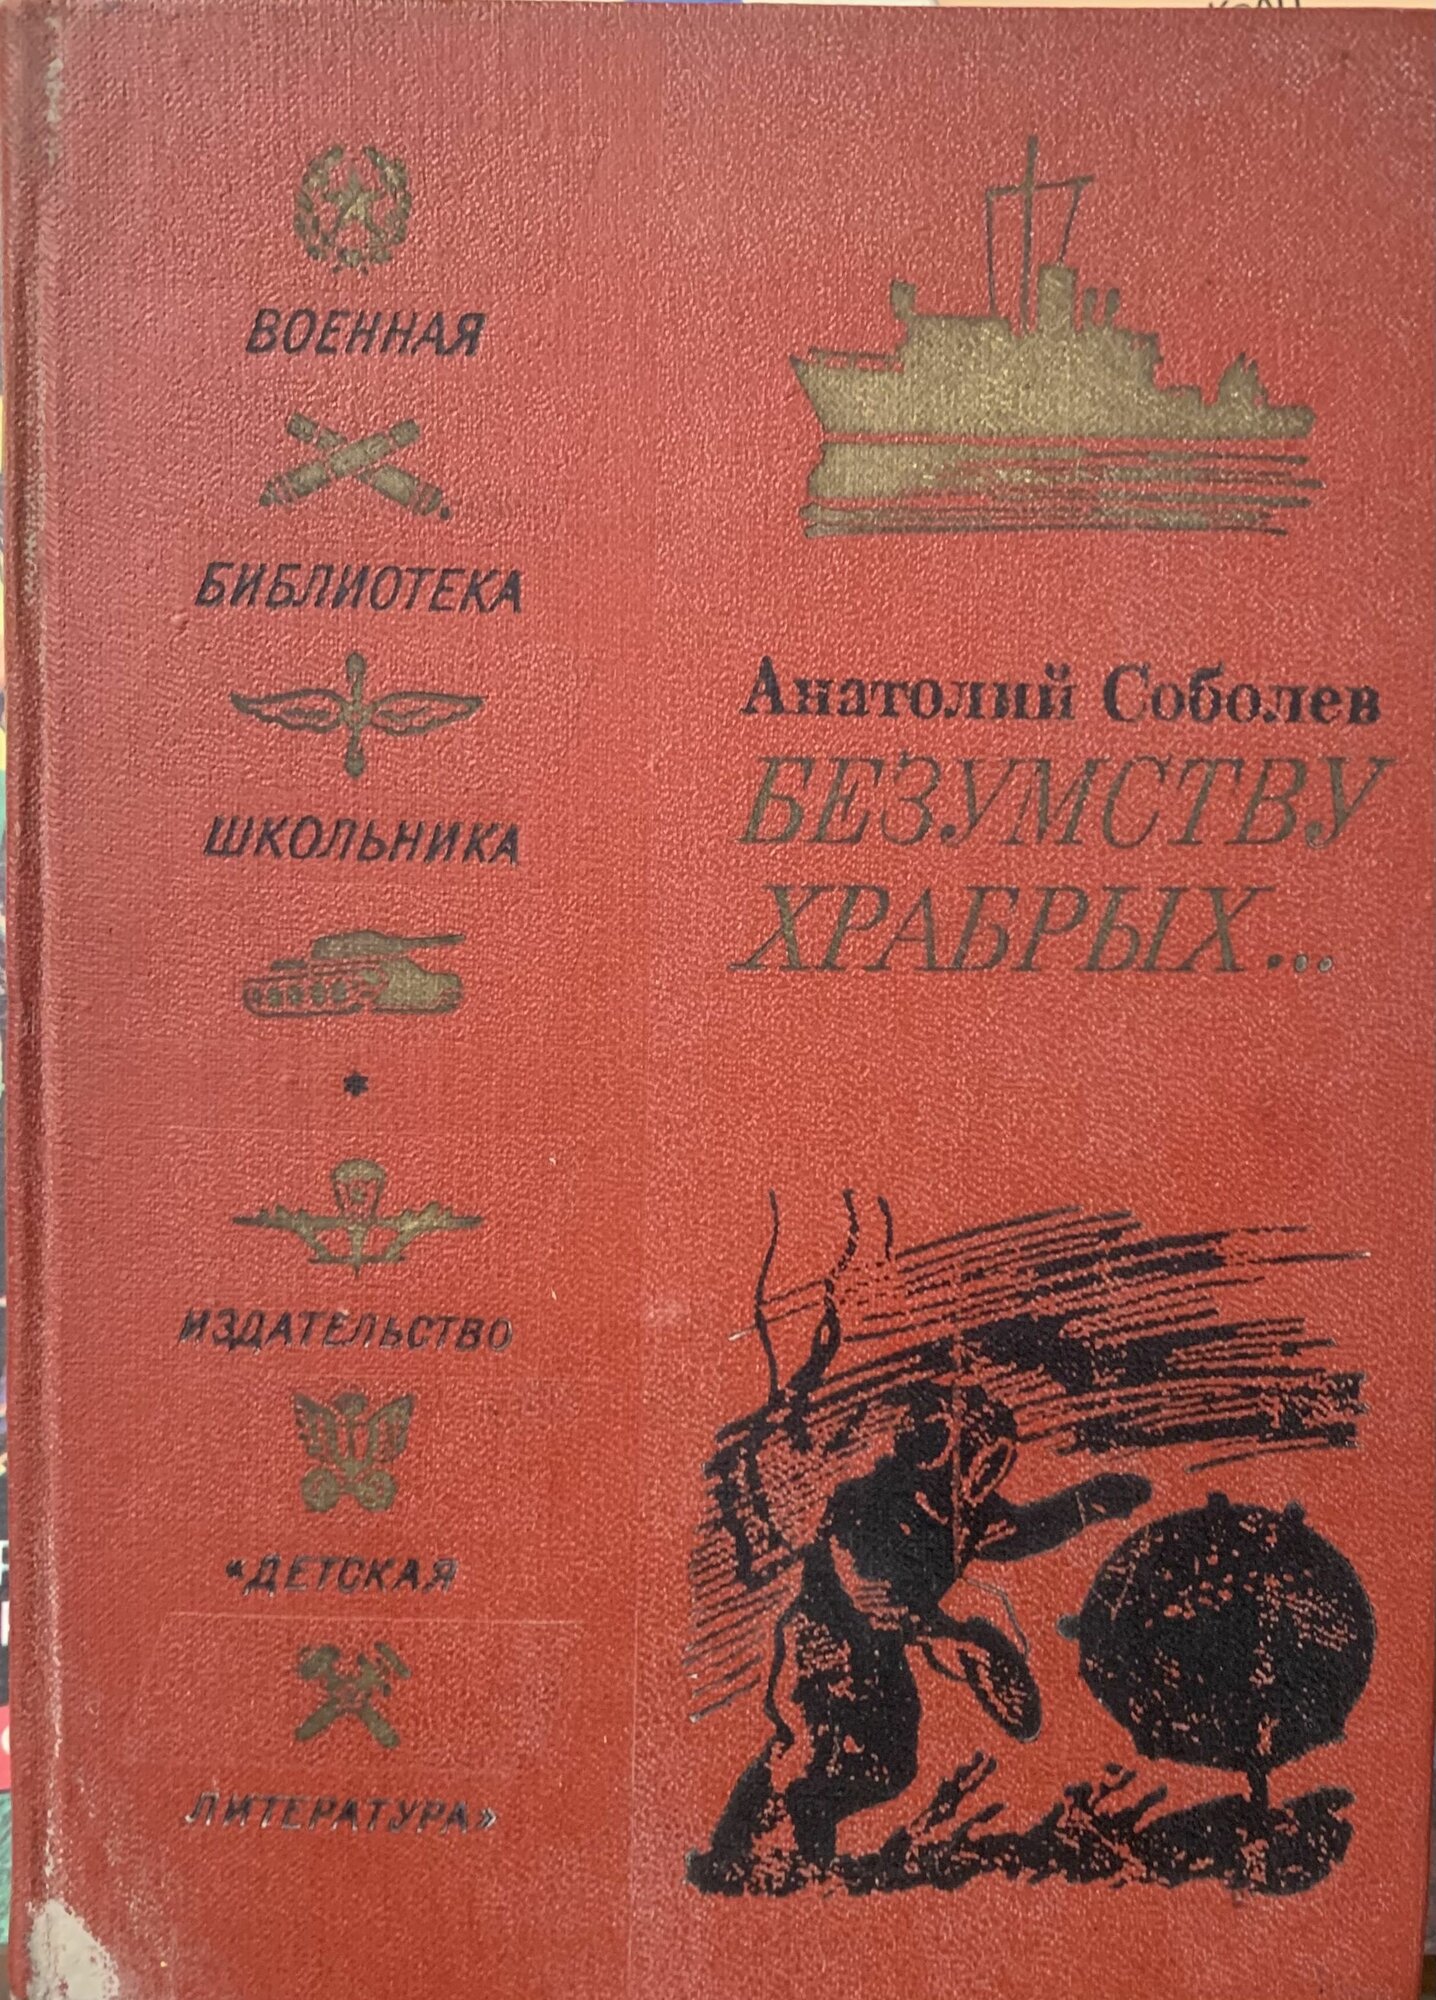 ВОЕННАЯ
БИБЛИОТЕКА
ШКОЛЬНИКА
*
ИЗДАТЕЛЬСТВО
«ДЕТСКАЯ
ЛИТЕРАТУРА»
Анатолий Соболев
БЕЗУМСТВУ
ХРАБРЫХ...